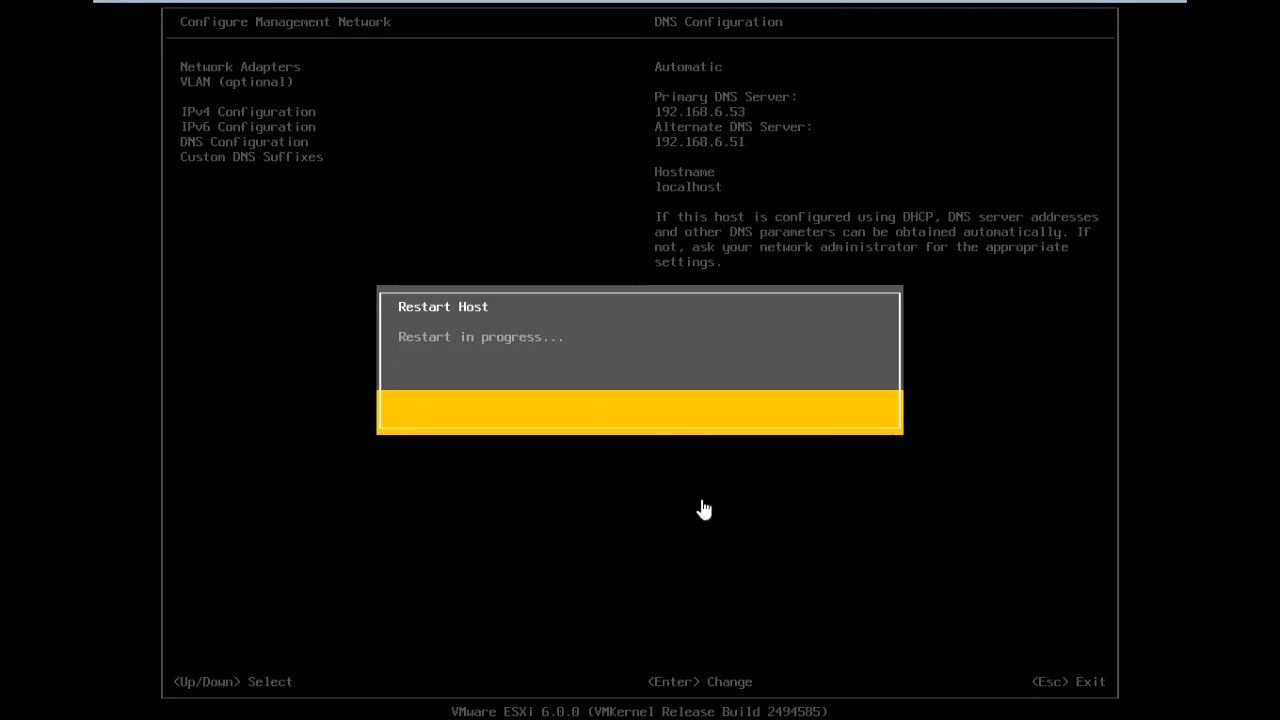 Configure Management Network
DNS Configuration
Network Adapters
VLAN (optional)
IPv4 Configuration
IPv6 Configuration
DNS Configuration
Custom DNS Suffixes
Automatic
Primary DNS Server:
192.168.6.53
Alternate DNS Server:
192.168.6.51
Hostname
localhost
If this host is configured using DHCP, DNS server addresses
and other DNS parameters can be obtained automatically. If
not, ask your network administrator for the appropriate
settings.
Restart Host
Restart in progress...
<Up/Down> Select
<Enter> Change
<Esc> Exit
VMware ESXi 6.0.0 (VMKernel Release Build 2494585)